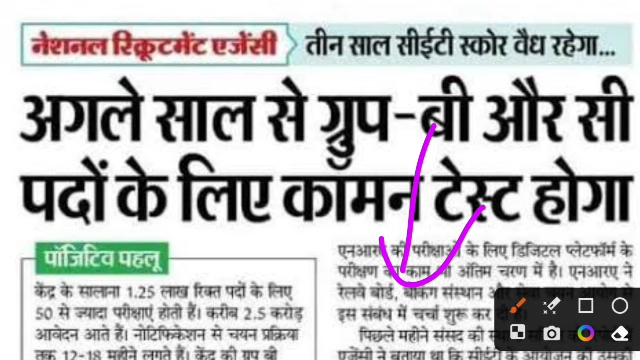 नेशनल रिक्रूटमेंट एजेंसी तीन साल सीईटी स्कोर वैध रहेगा...
अगले साल से ग्रुप-बी और सी
पदों के लिए कॉमन टेस्ट होगा
पॉजिटिव पहलू
केंद्र के सालाना 1.25 लाख रिक्त पदों के लिए
50 से ज्यादा परीक्षाएं होती हैं। करीब 2.5 करोड़
आवेदन आते हैं। नोटिफिकेशन से चयन प्रक्रिया
तक 12-18 महीने लगते हैं। केंद्र की ग्रुप बी
एनआरए की परीक्षाओं के लिए डिजिटल प्लेटफॉर्म के
परीक्षण का काम भी अंतिम चरण में है। एनआरए ने
रेलवे बोर्ड, बैंकिंग संस्थान और
इस संबंध में चर्चा शुरू कर
पिछले महीने संसद की
एजेंसी ने बताया था कि सीईटी के आयोजन की